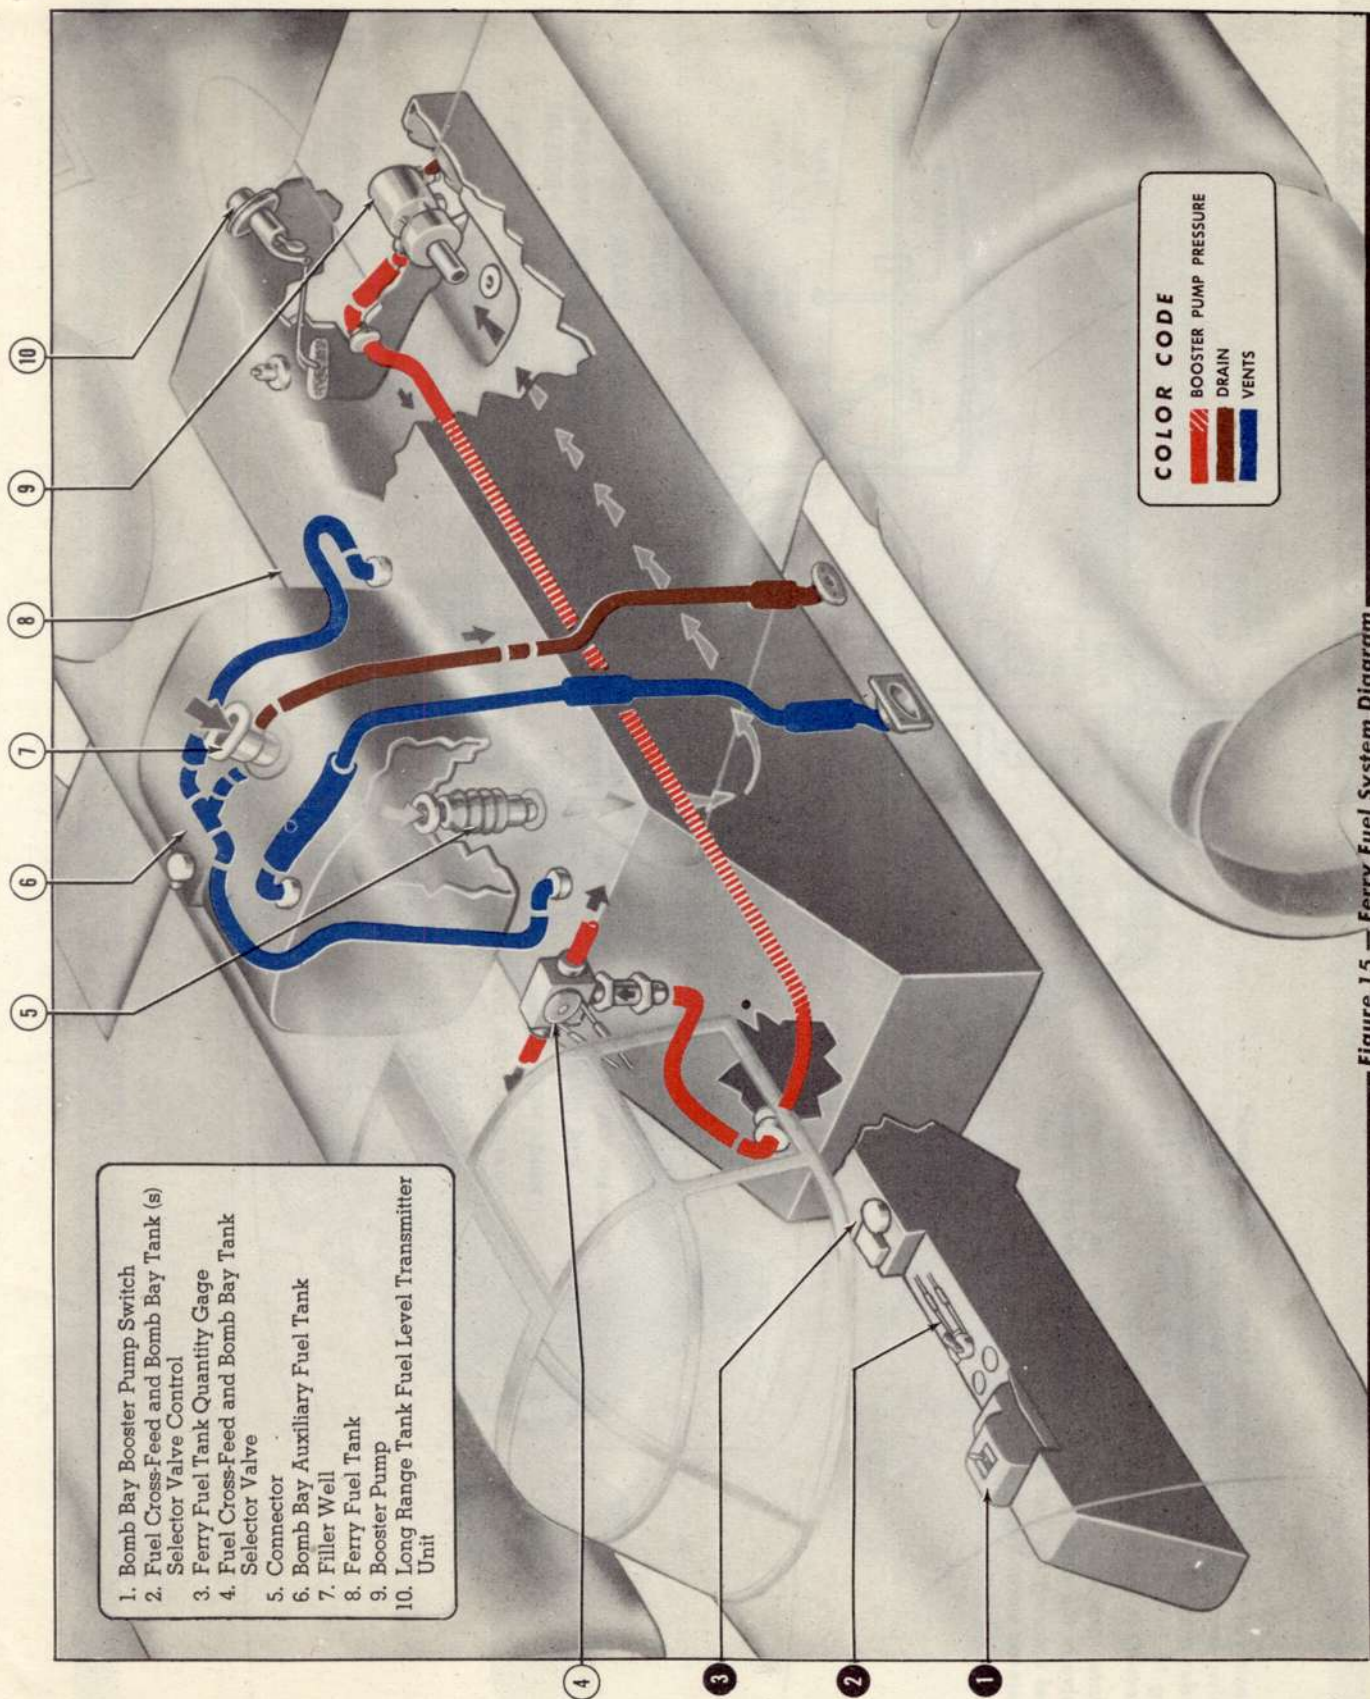 1. Bomb Bay Booster Pump Switch
2. Fuel Cross-Feed and Bomb Bay Tank (s)
Selector Valve Control
3. Ferry Fuel Tank Quantity Gage
4. Fuel Cross-Feed and Bomb Bay Tank
Selector Valve
5. Connector
6. Bomb Bay Auxiliary Fuel Tank
7. Filler Well
8. Ferry Fuel Tank
9. Booster Pump
10. Long Range Tank Fuel Level Transmitter
Unit
4
5
6
7
8
9
10
3
2
1
COLOR CODE
BOOSTER PUMP PRESSURE
DRAIN
VENTS
Figure 15 — Ferry Fuel System Diagram